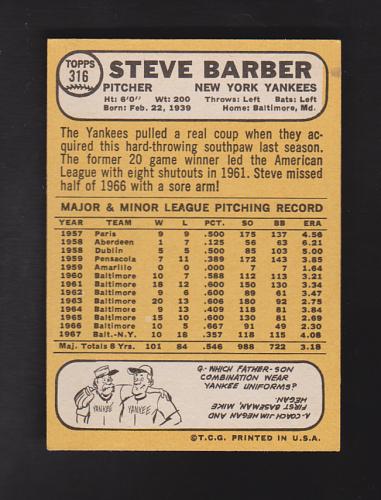 TOPPS
316
STEVE BARBER
PITCHER NEW YORK YANKEES
Ht: 6'0" Wt: 200 Throws: Left Bats: Left
Born: Feb. 22, 1939 Home: Baltimore, Md.
The Yankees pulled a real coup when they ac-
quired this hard-throwing southpaw last season.
The former 20 game winner led the American
League with eight shutouts in 1961. Steve missed
half of 1966 with a sore arm!
MAJOR & MINOR LEAGUE PITCHING RECORD
YEAR TEAM W L PCT. SO BB ERA
1957 Paris 9 9 .500 175 137 4.56
1958 Aberdeen 1 7 .125 56 63 6.21
1958 Dublin 5 5 .500 85 103 5.00
1959 Pensacola 7 11 .389 172 143 3.85
1959 Amarillo 0 0 .000 7 7 1.64
1960 Baltimore 10 7 .588 112 113 3.21
1961 Baltimore 18 12 .600 150 130 3.34
1962 Baltimore 9 6 .600 89 61 3.47
1963 Baltimore 20 13 .606 180 92 2.75
1964 Baltimore 9 13 .409 118 81 3.84
1965 Baltimore 15 10 .600 130 81 2.69
1966 Baltimore 10 5 .667 91 49 2.30
1967 Balt.-N.Y. 10 18 .357 118 115 4.08
Maj. Totals 8 Yrs. 101 84 .546 988 722 3.18
Q- WHICH FATHER-SON
COMBINATION WEAR
YANKEE UNIFORMS?
A- COACH JIM HEGAN AND
FIRST BASEMAN, MIKE
HEGAN.
YANKEE
YANKEE
©T.C.G. PRINTED IN U.S.A.